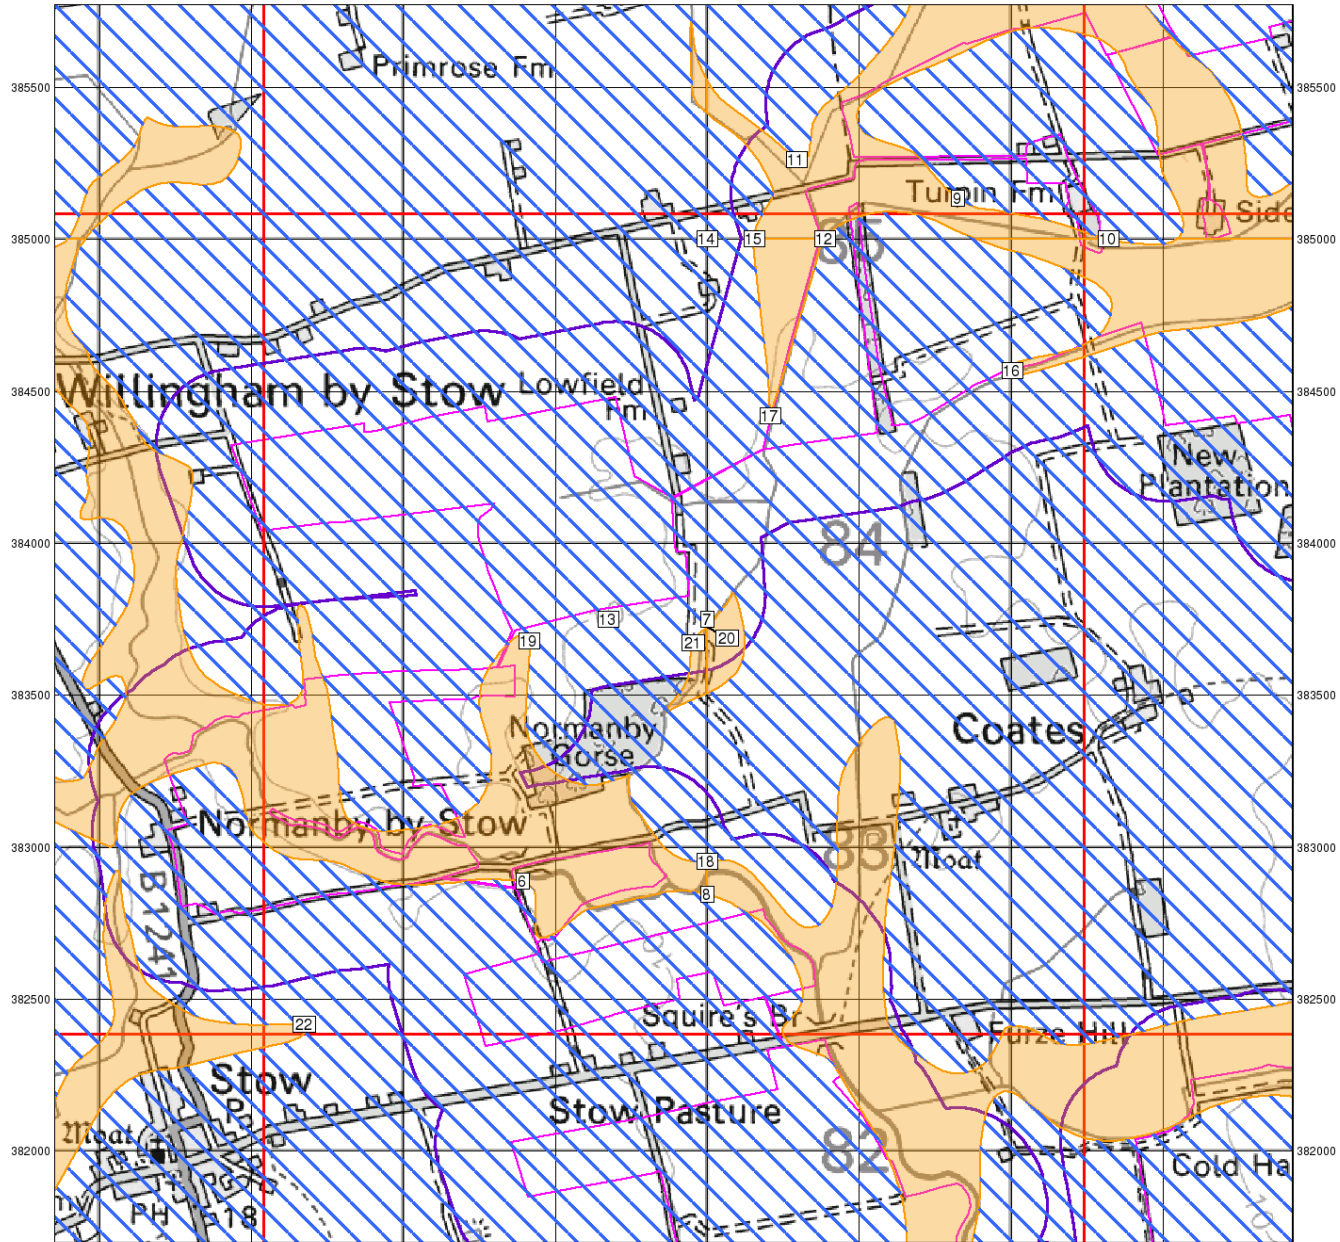 Primrose Fm
385500
385500
11
Turpin Fm
9
Side
385000
14
15
12
85
10
385000
16
Willingham by Stow
Lowfield
Fm
384500
17
384500
New
Plantation
384000
84
384000
13
7
19
21
20
383500
383500
Normanby
Gorse
Coates
Normanby by Stow
383000
83
Moat
383000
18
6
8
B1241
382500
382500
22
Squire's Br
Furze Hill
Stow
Stow Pasture
Moat
82
382000
382000
Cold Ha
PH
18
10